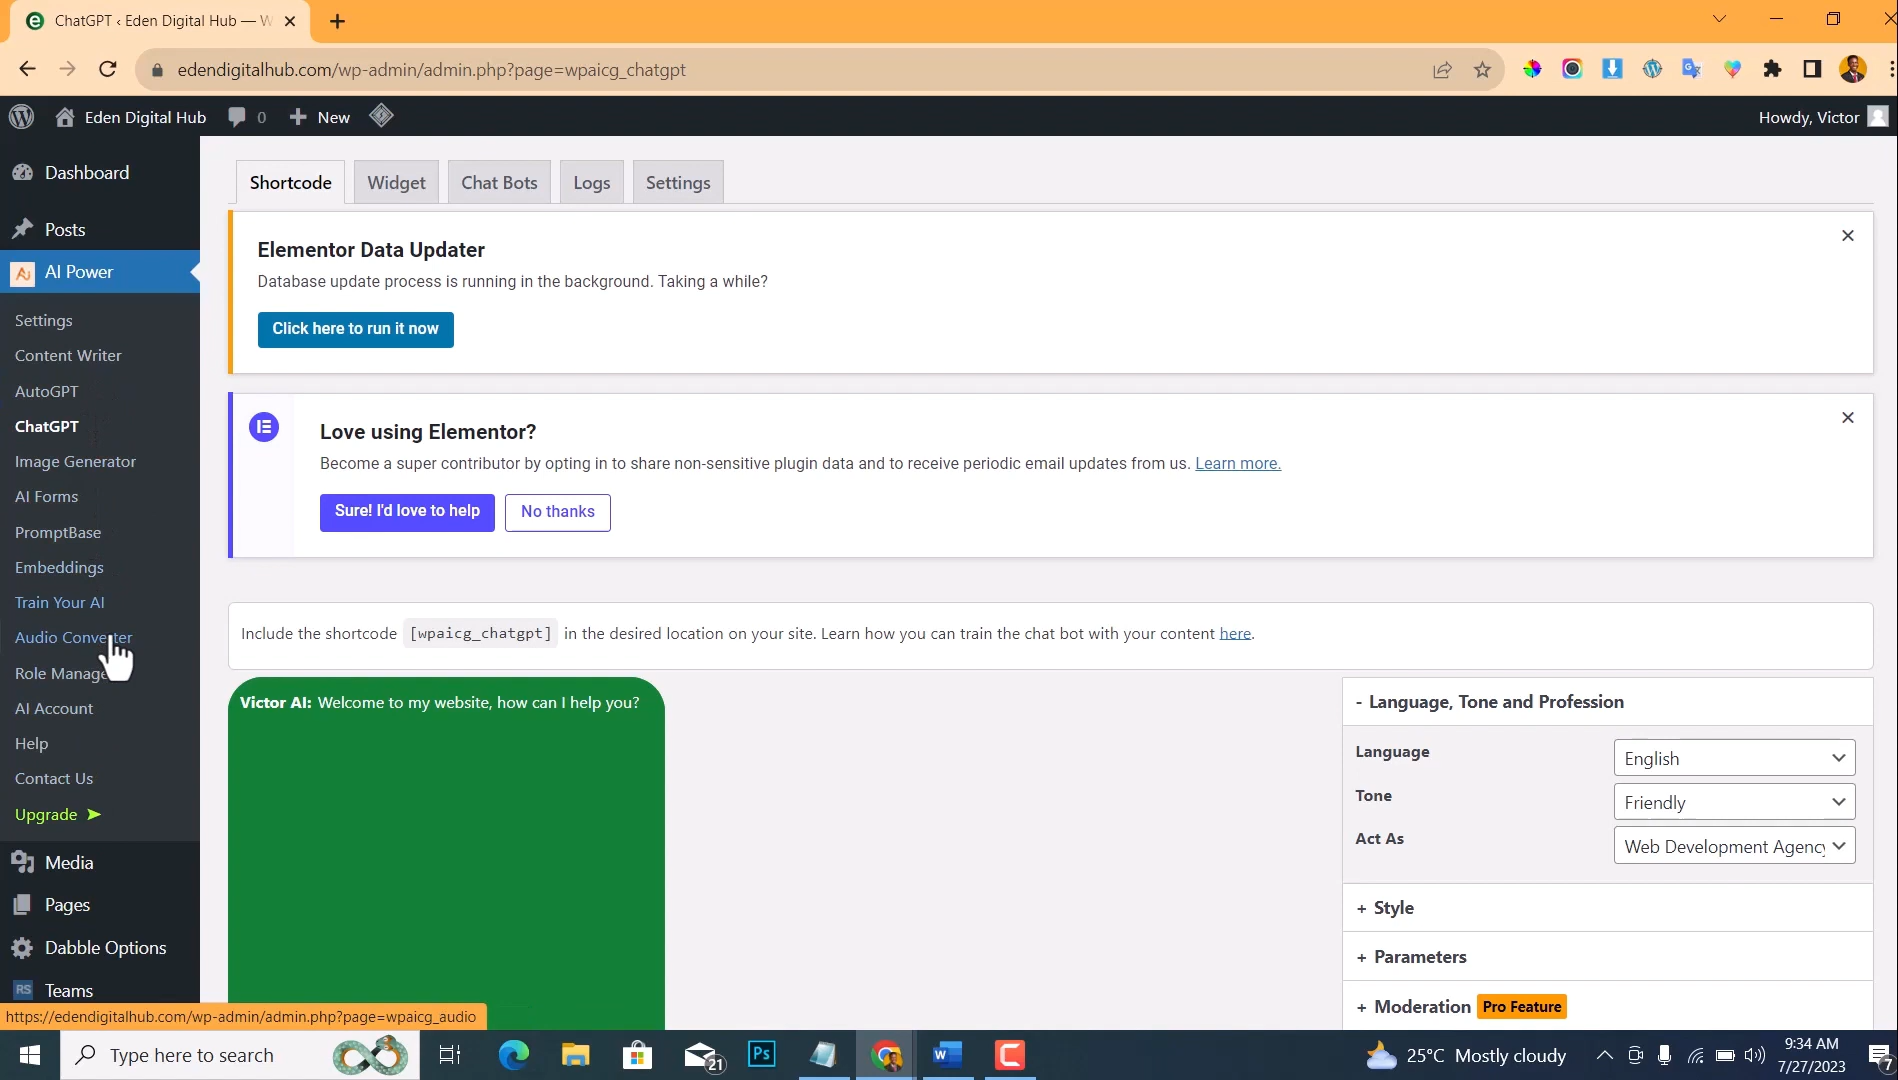 ChatGPT ‹ Eden Digital Hub — W
edendigitalhub.com/wp-admin/admin.php?page=wpaicg_chatgpt
Eden Digital Hub
0
New
Howdy, Victor
Dashboard
Posts
AI Power
Settings
Content Writer
AutoGPT
ChatGPT
Image Generator
AI Forms
PromptBase
Embeddings
Train Your AI
Audio Converter
Role Manage
AI Account
Help
Contact Us
Upgrade ➤
Media
Pages
Dabble Options
RS Teams
Shortcode
Widget
Chat Bots
Logs
Settings
Elementor Data Updater
Database update process is running in the background. Taking a while?
Click here to run it now
Love using Elementor?
Become a super contributor by opting in to share non-sensitive plugin data and to receive periodic email updates from us. Learn more.
Sure! I'd love to help
No thanks
Include the shortcode [wpaicg_chatgpt] in the desired location on your site. Learn how you can train the chat bot with your content here.
Victor AI: Welcome to my website, how can I help you?
- Language, Tone and Profession
Language
English
Tone
Friendly
Act As
Web Development Agency
+ Style
+ Parameters
+ Moderation Pro Feature
https://edendigitalhub.com/wp-admin/admin.php?page=wpaicg_audio
Type here to search
21
Ps
25°C Mostly cloudy
9:34 AM
7/27/2023
7